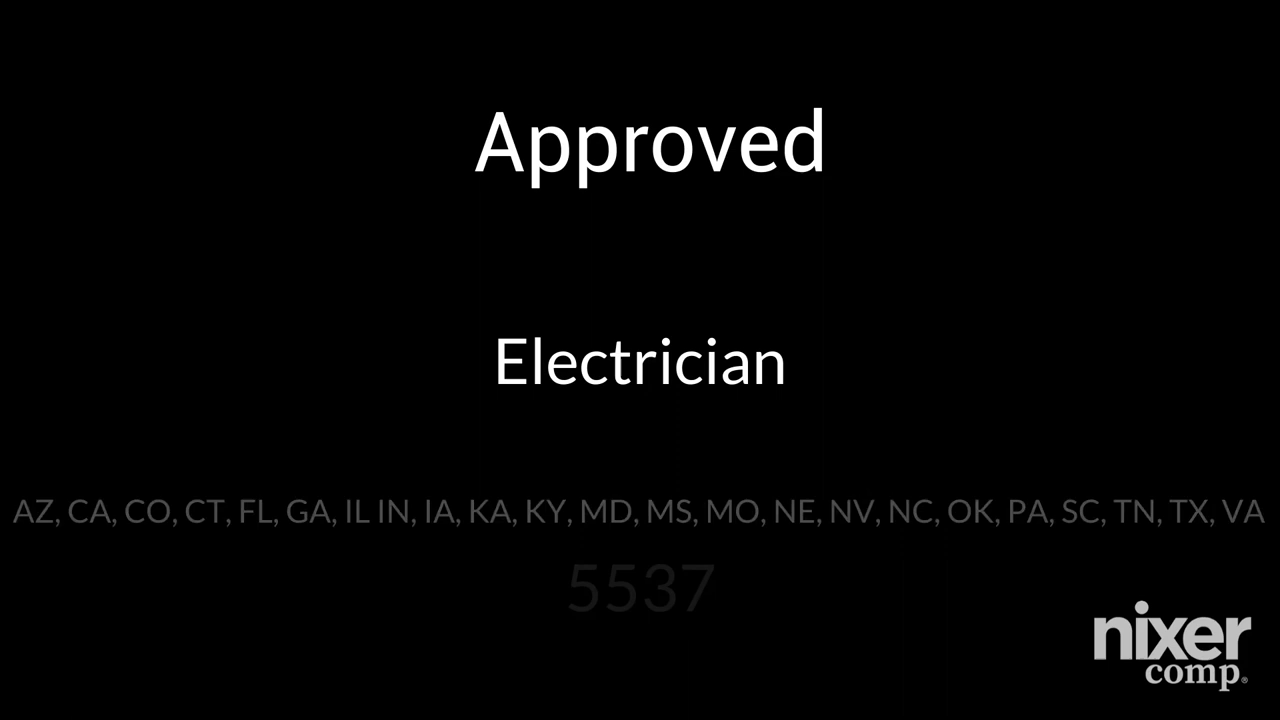 Approved
Electrician
AZ, CA, CO, CT, FL, GA, IL IN, IA, KA, KY, MD, MS, MO, NE, NV, NC, OK, PA, SC, TN, TX, VA
5537
nixer
comp®